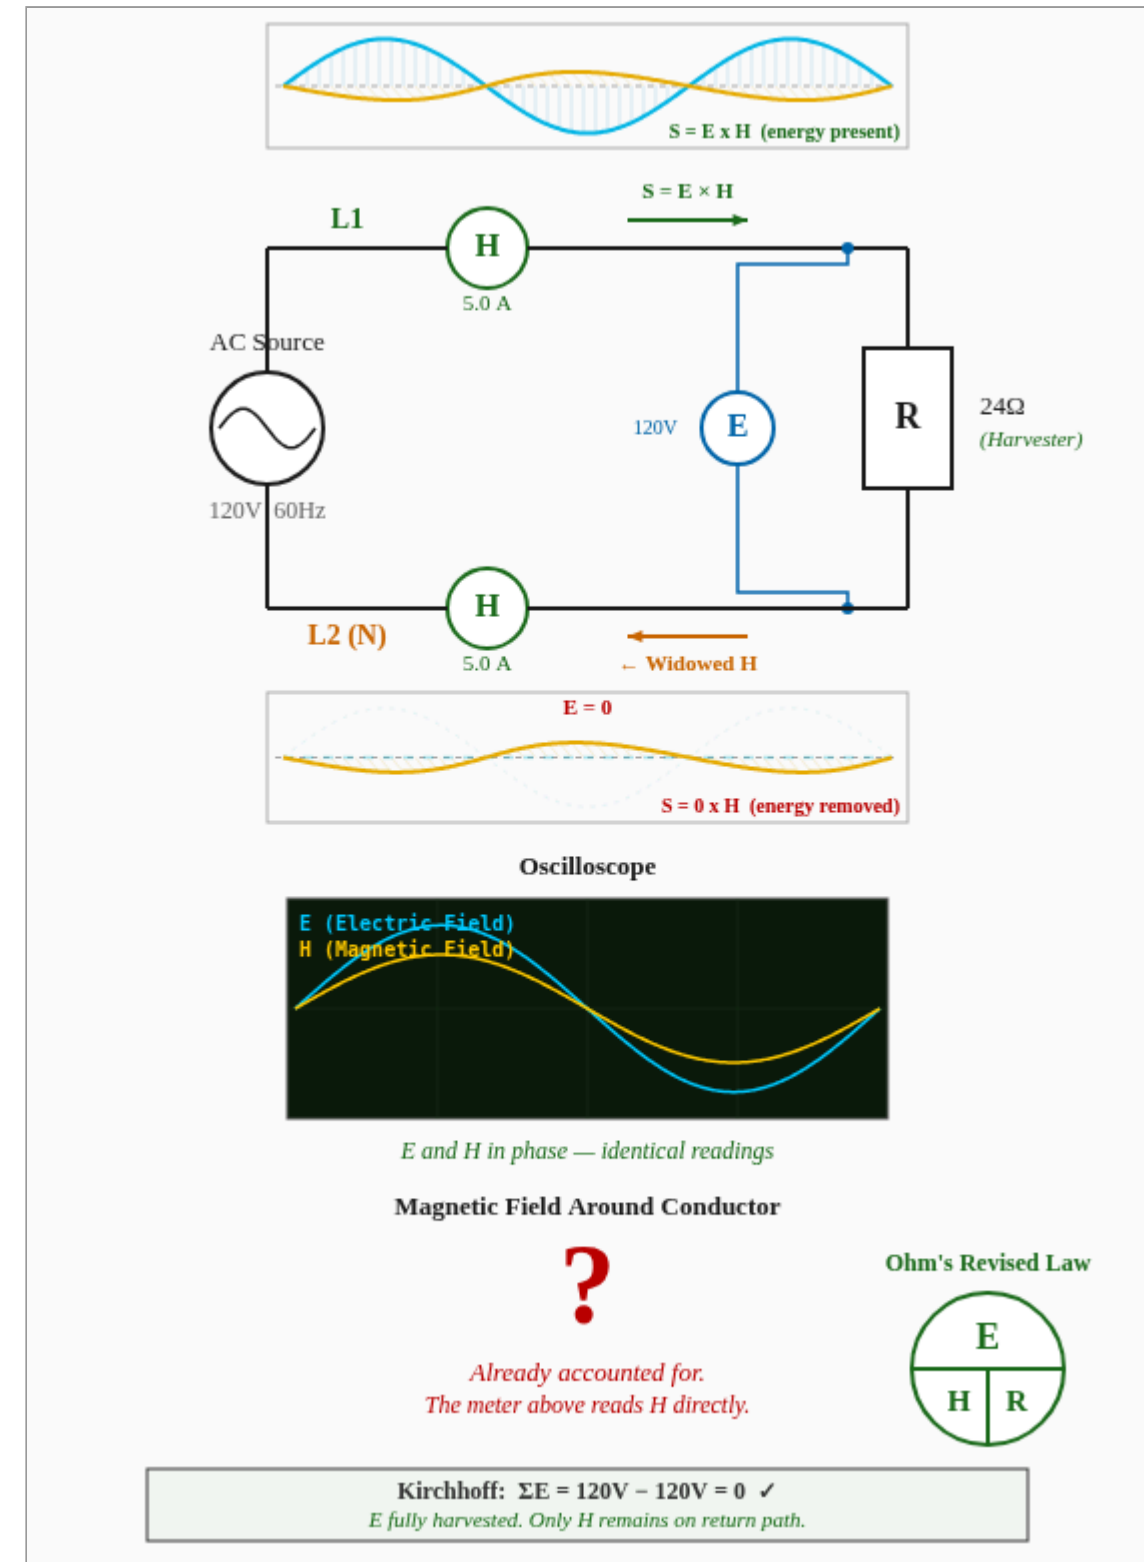 S = E x H (energy present)
S = E × H
L1
H
5.0 A
AC Source
120V 60Hz
120V
E
R
24Ω
(Harvester)
H
L2 (N)
5.0 A
← Widowed H
E = 0
S = 0 x H (energy removed)
Oscilloscope
E (Electric Field)
H (Magnetic Field)
E and H in phase — identical readings
Magnetic Field Around Conductor
?
Already accounted for.
The meter above reads H directly.
Ohm's Revised Law
E
H R
Kirchhoff: ΣE = 120V − 120V = 0 ✓
E fully harvested. Only H remains on return path.